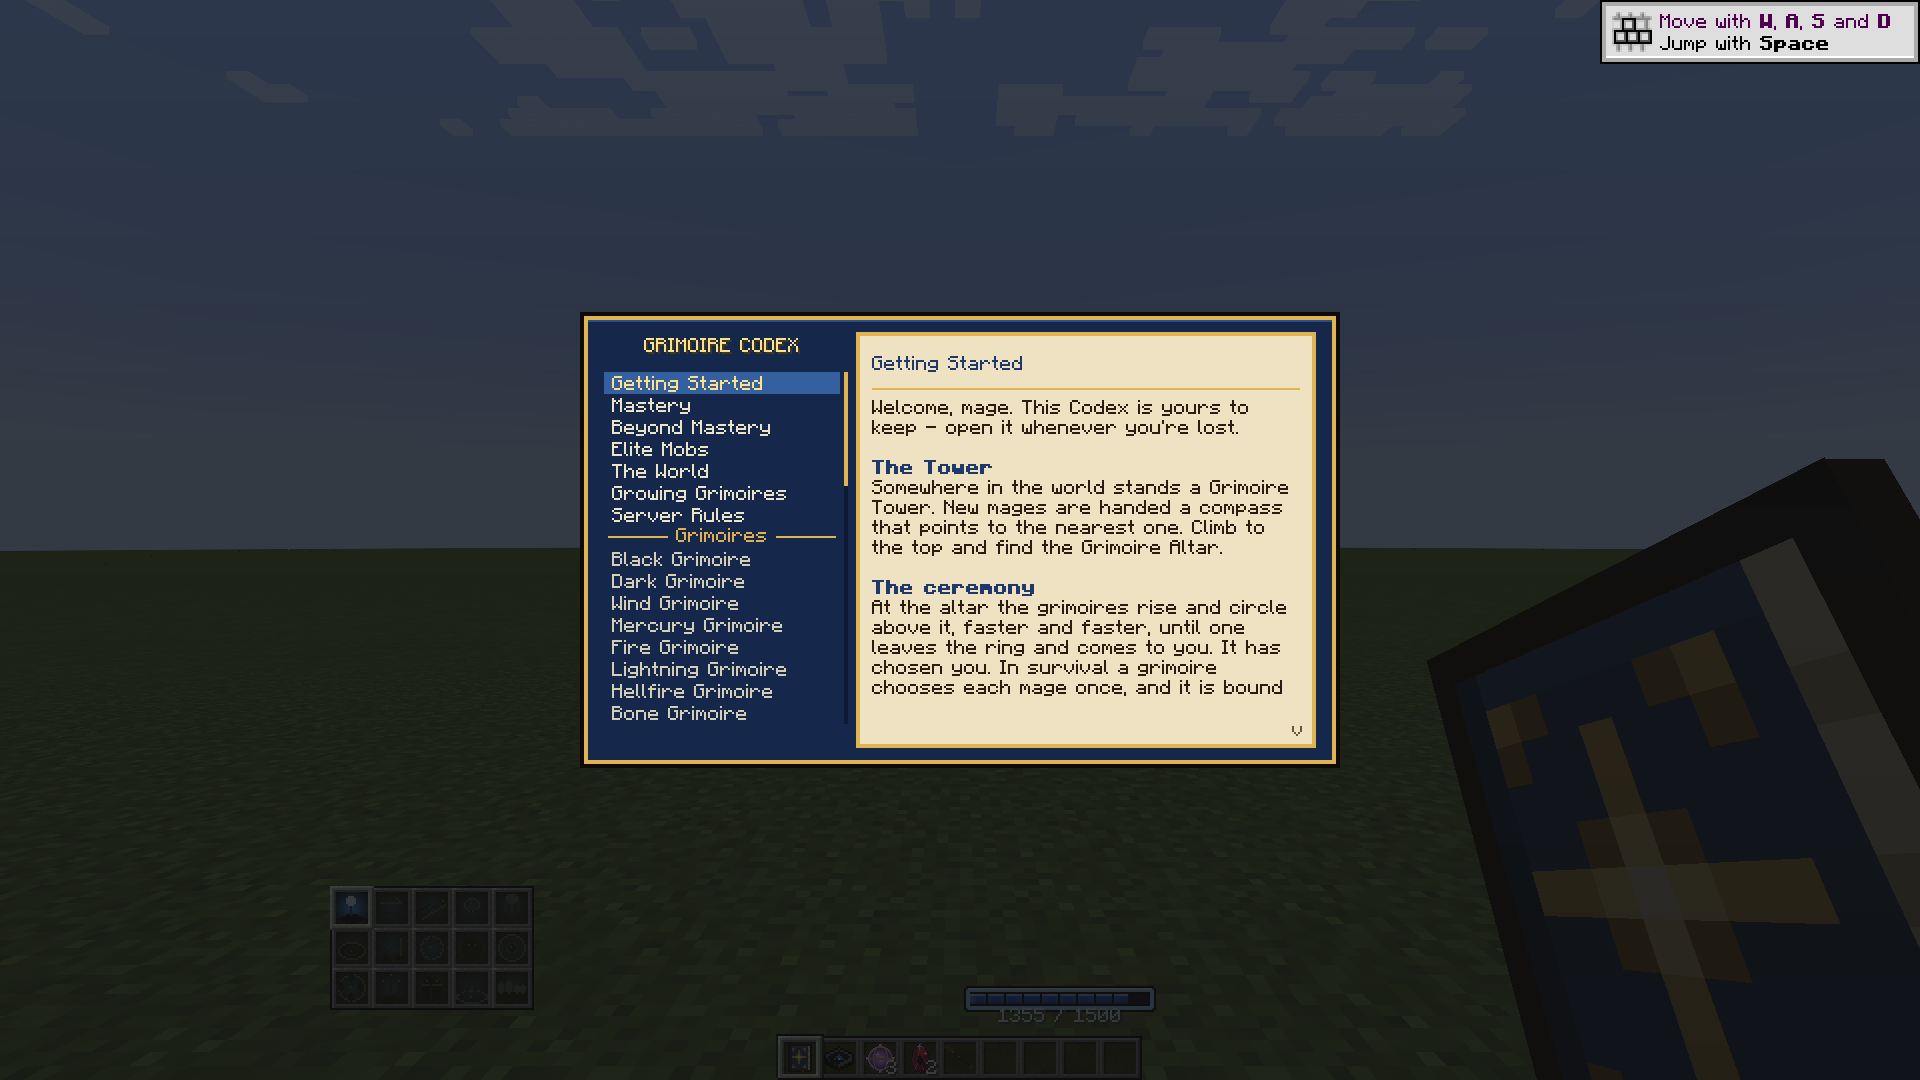 Move with W, A, S and D
Jump with Space
GRIMOIRE CODEX
Getting Started
Mastery
Beyond Mastery
Elite Mobs
The World
Growing Grimoires
Server Rules
Grimoires
Black Grimoire
Dark Grimoire
Wind Grimoire
Mercury Grimoire
Fire Grimoire
Lightning Grimoire
Hellfire Grimoire
Bone Grimoire
Getting Started
Welcome, mage. This Codex is yours to
keep – open it whenever you're lost.
The Tower
Somewhere in the world stands a Grimoire
Tower. New mages are handed a compass
that points to the nearest one. Climb to
the top and find the Grimoire Altar.
The ceremony
At the altar the grimoires rise and circle
above it, faster and faster, until one
leaves the ring and comes to you. It has
chosen you. In survival a grimoire
chooses each mage once, and it is bound
v
1355 / 1500
3
2